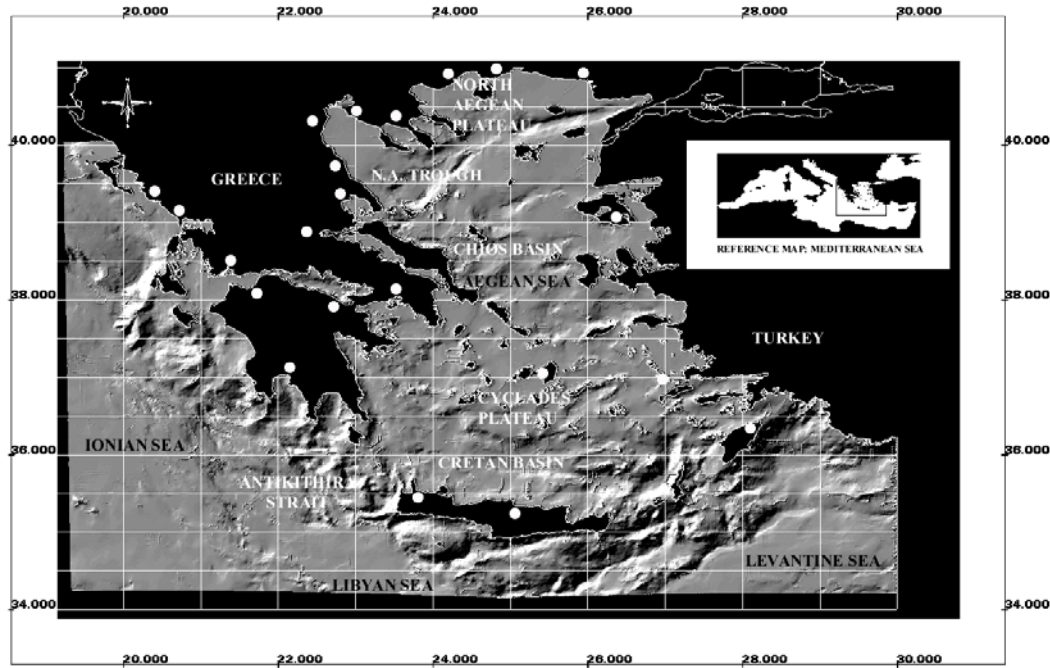 20.000 22.000 24.000 26.000 28.000 30.000
NORTH
AEGEAN
PLATEAU
40.000 40.000
GREECE
N.A. TROUGH
REFERENCE MAP: MEDITERRANEAN SEA
CHIOS BASIN
AEGEAN SEA
38.000 38.000
TURKEY
CYCLADES
PLATEAU
IONIAN SEA
36.000 36.000
CRETAN BASIN
ANTIKITHIRA
STRAIT
LEVANTINE SEA
LIBYAN SEA
34.000 34.000
20.000 22.000 24.000 26.000 28.000 30.000